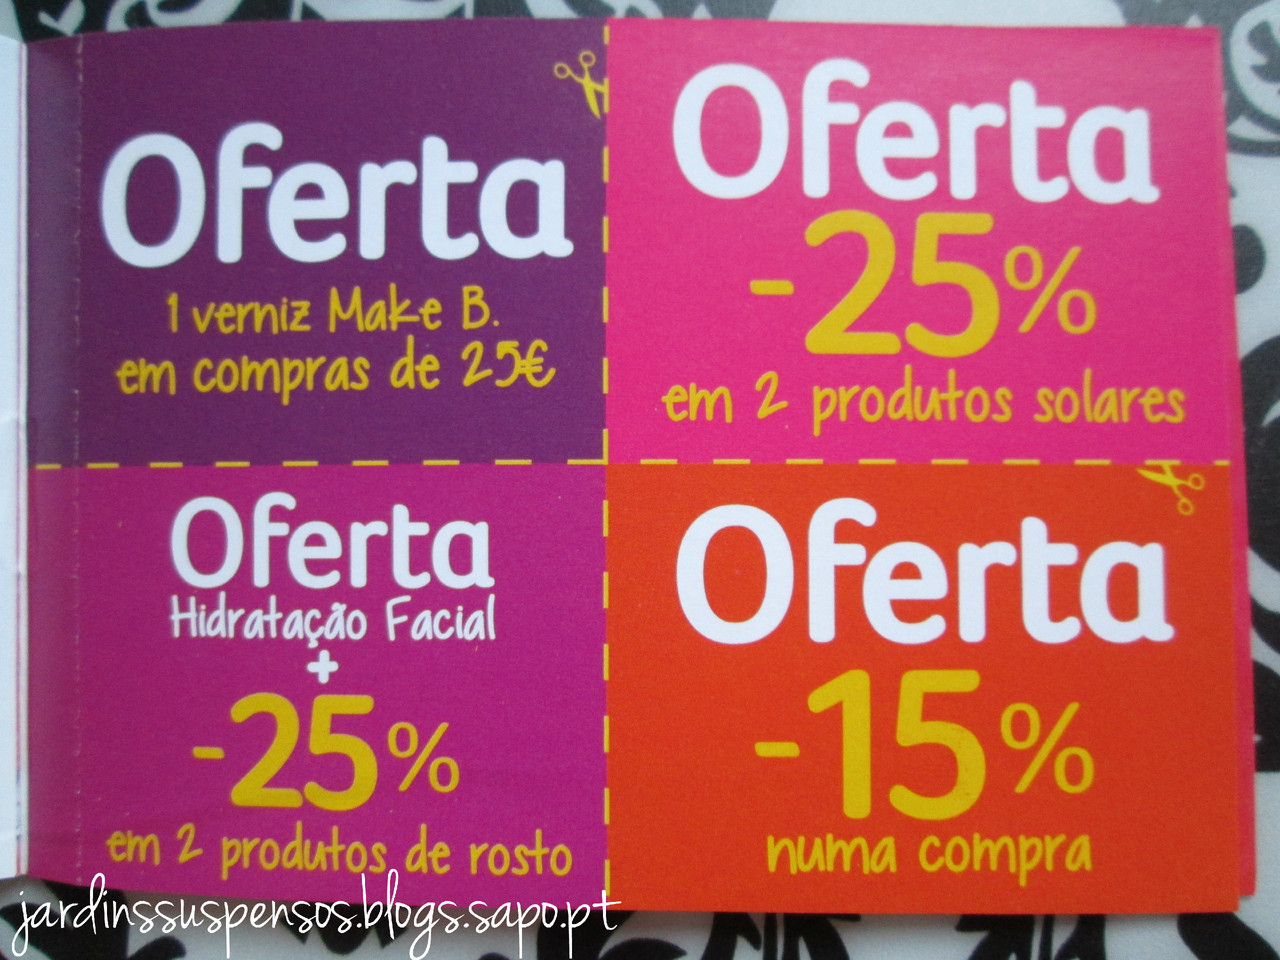 Oferta
1 verniz Make B.
em compras de 25€
Oferta
-25%
em 2 produtos solares
Oferta
Hidratação Facial
+
-25%
em 2 produtos de rosto
Oferta
-15%
numa compra
jardinssuspensos.blogs.sapo.pt